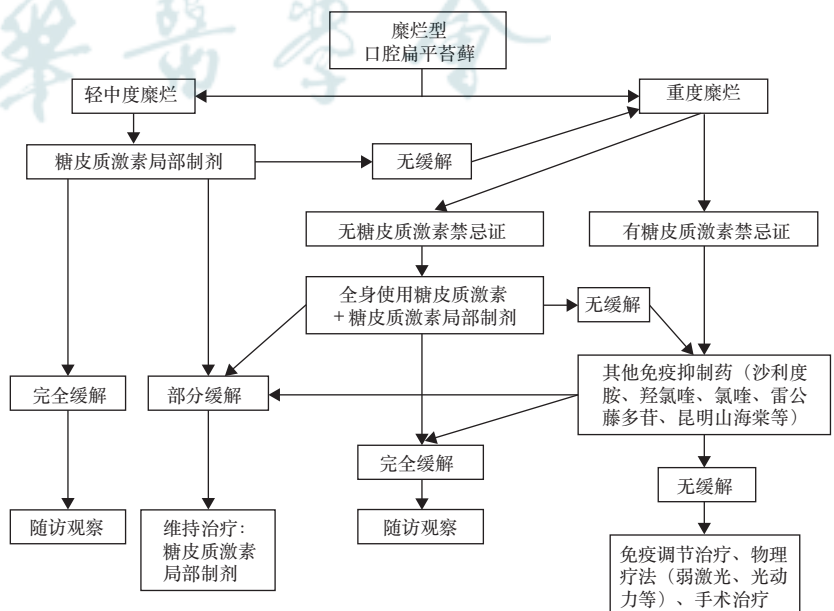 華醫學會
糜烂型
口腔扁平苔藓
轻中度糜烂
重度糜烂
糖皮质激素局部制剂
无缓解
无糖皮质激素禁忌证
有糖皮质激素禁忌证
全身使用糖皮质激素
+糖皮质激素局部制剂
无缓解
完全缓解
部分缓解
其他免疫抑制药（沙利度
胺、羟氯喹、氯喹、雷公
藤多苷、昆明山海棠等）
完全缓解
无缓解
随访观察
维持治疗：
糖皮质激素
局部制剂
随访观察
免疫调节治疗、物理
疗法（弱激光、光动
力等）、手术治疗